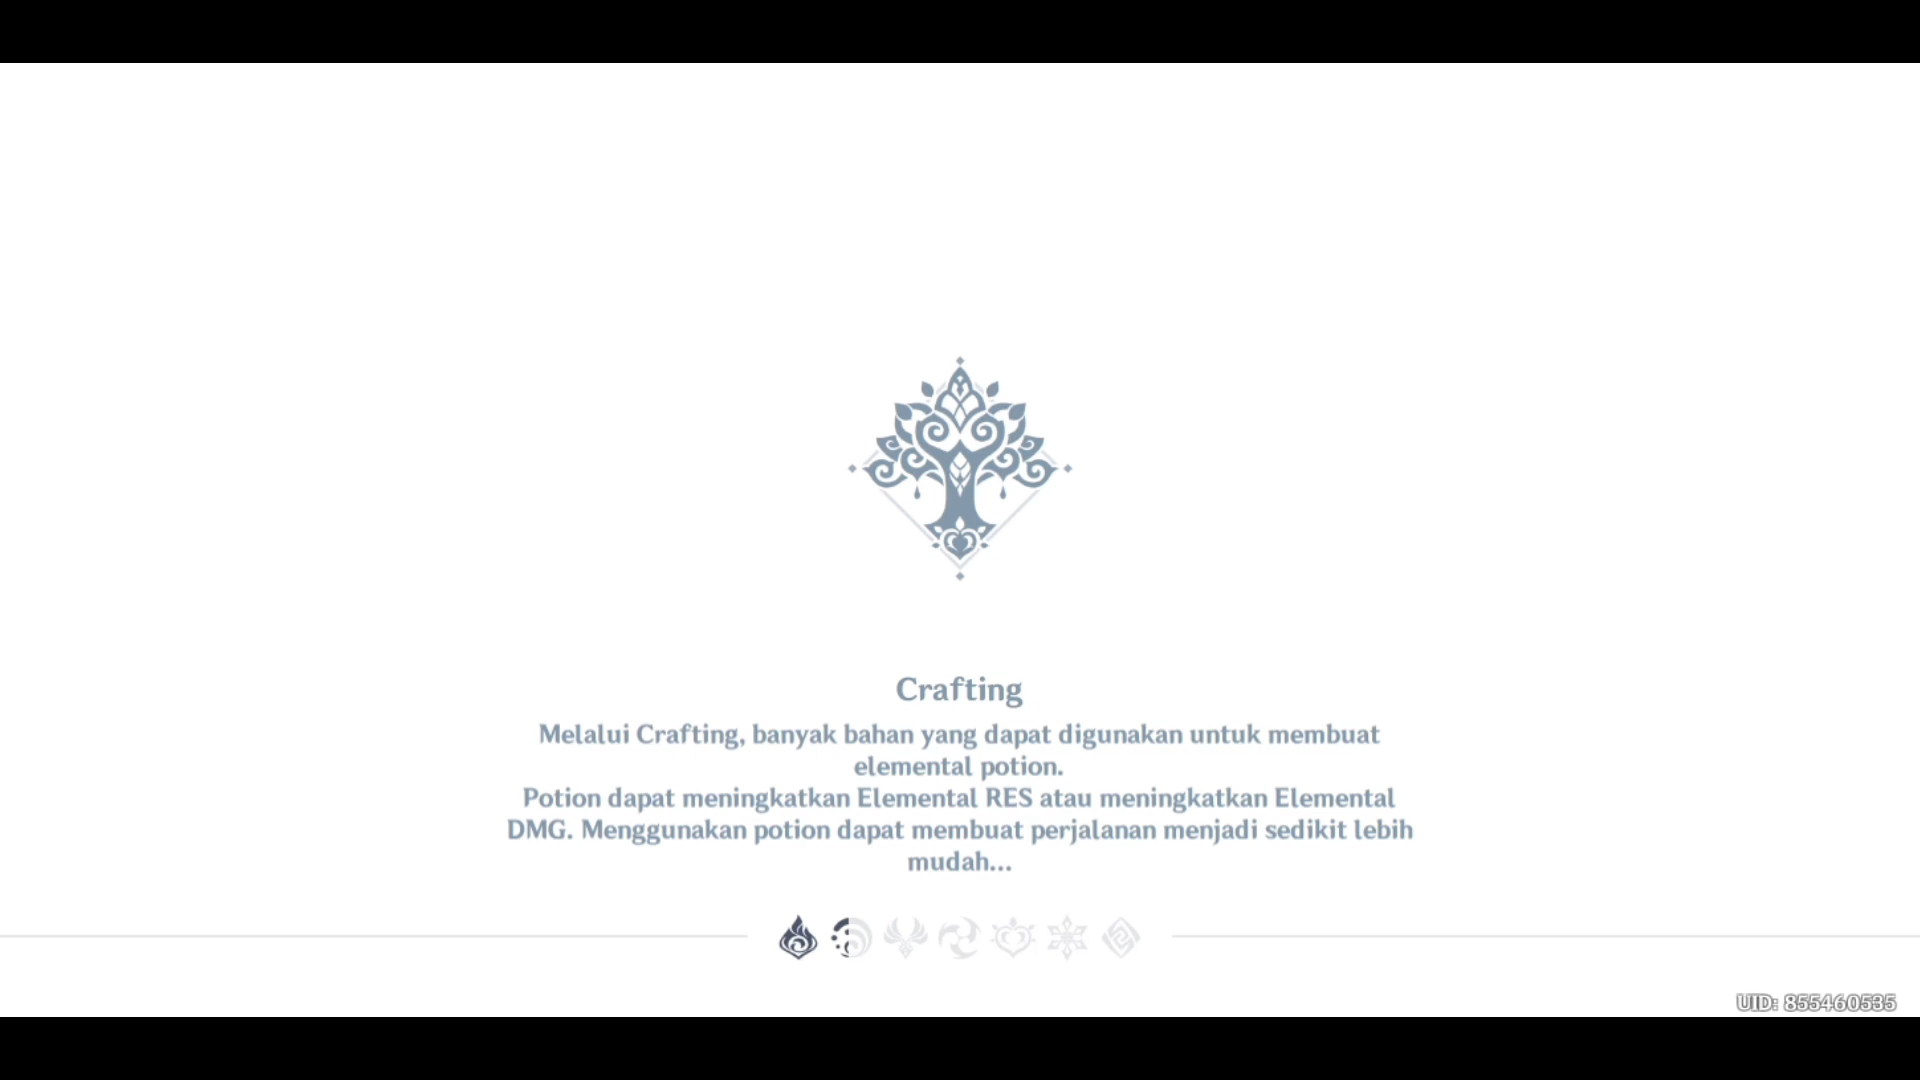 Crafting
Melalui Crafting, banyak bahan yang dapat digunakan untuk membuat
elemental potion.
Potion dapat meningkatkan Elemental RES atau meningkatkan Elemental
DMG. Menggunakan potion dapat membuat perjalanan menjadi sedikit lebih
mudah...
UID: 855460535